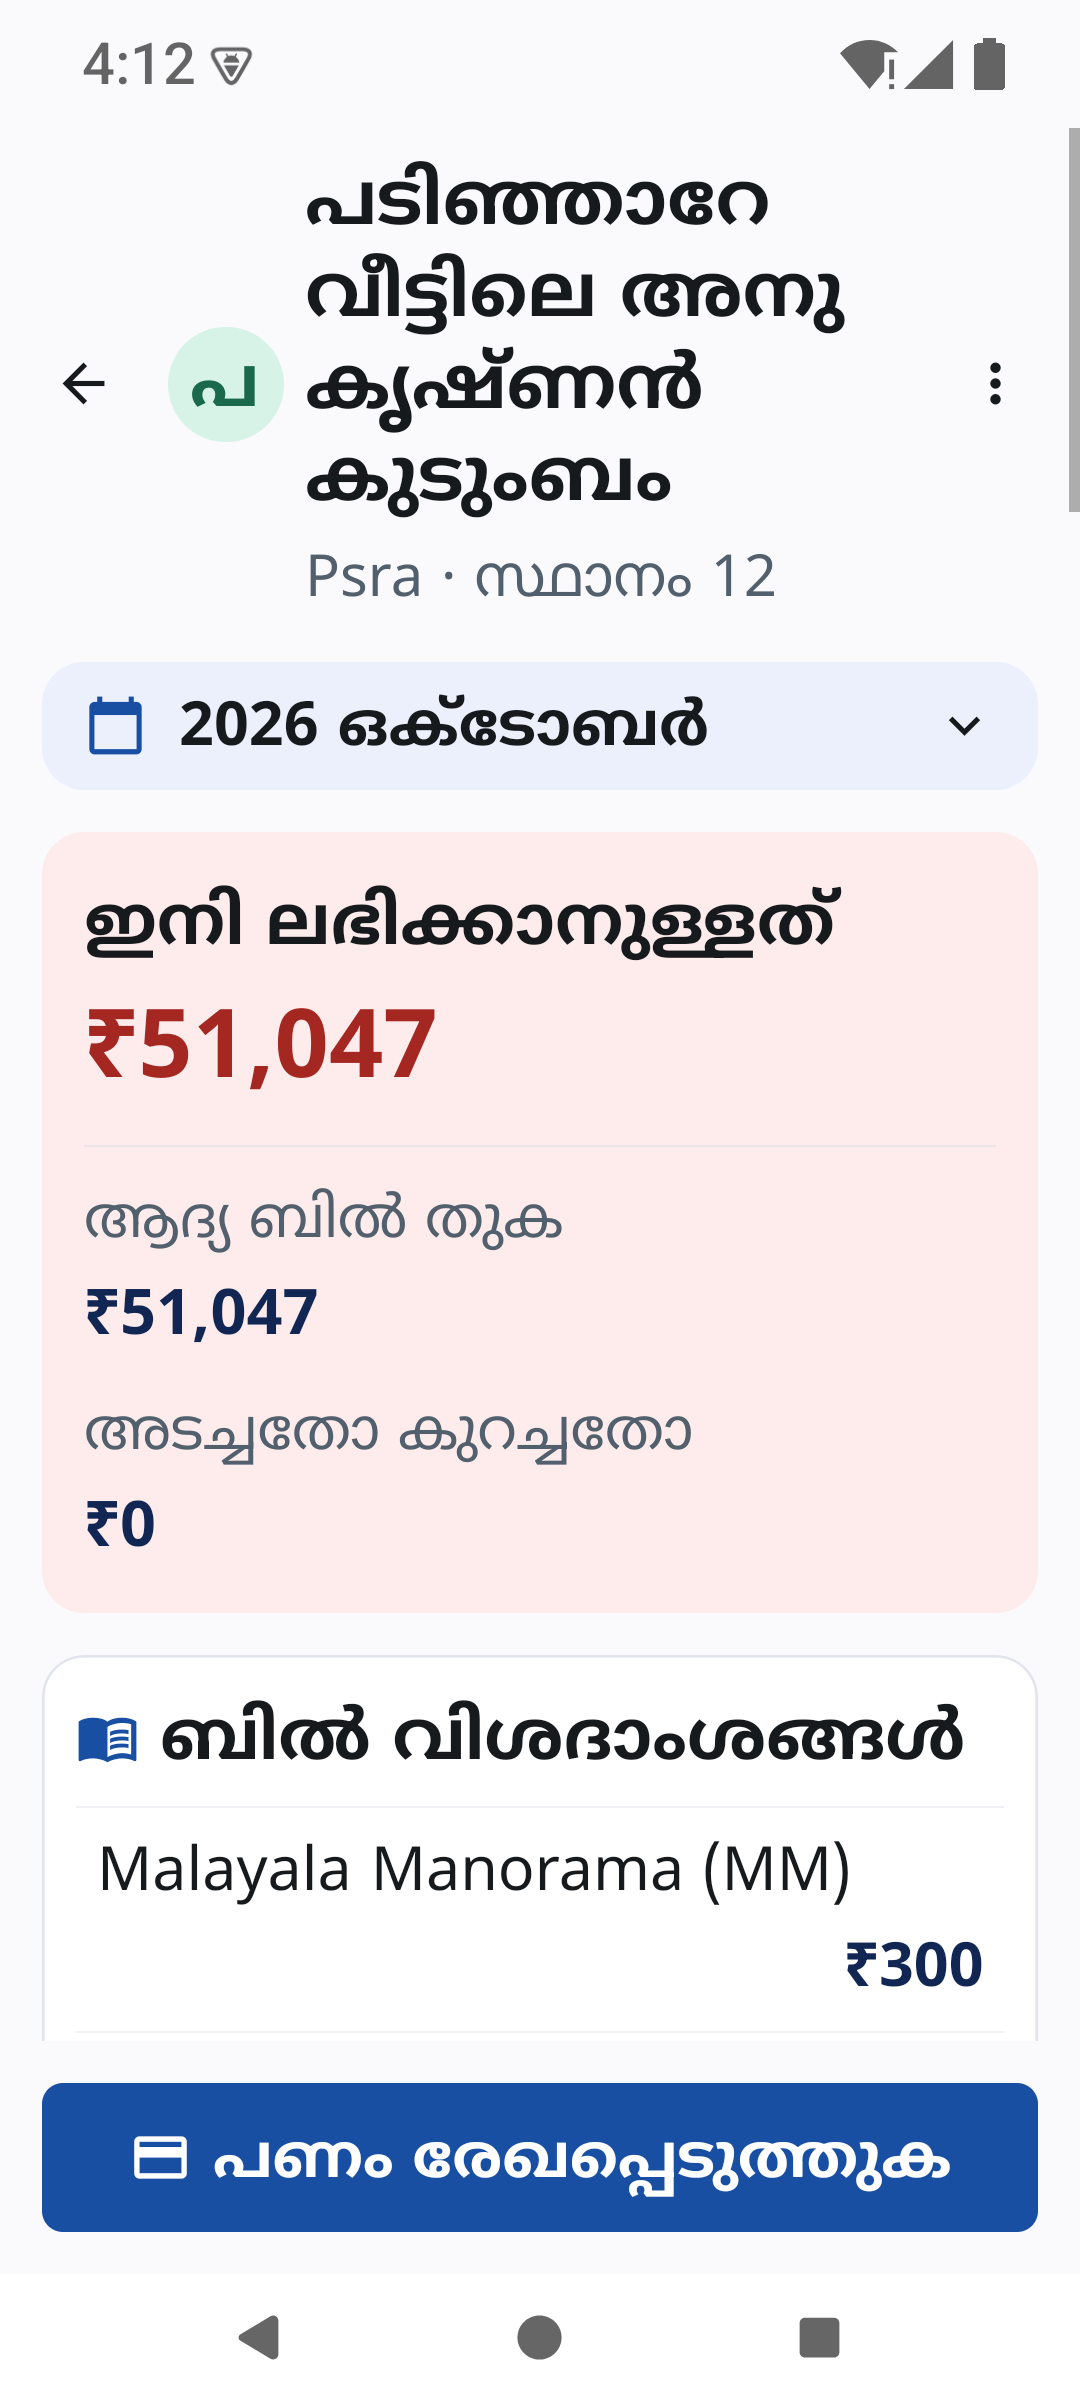 4:12
പടിഞ്ഞാറേ
വീട്ടിലെ അനു
കൃഷ്ണൻ
കുടുംബം
പ
Psra · സ്ഥാനം 12
2026 ഒക്ടോബർ
ഇനി ലഭിക്കാനുള്ളത്
₹51,047
ആദ്യ ബിൽ തുക
₹51,047
അടച്ചതോ കുറച്ചതോ
₹0
ബിൽ വിശദാംശങ്ങൾ
Malayala Manorama (MM)
₹300
പണം രേഖപ്പെടുത്തുക